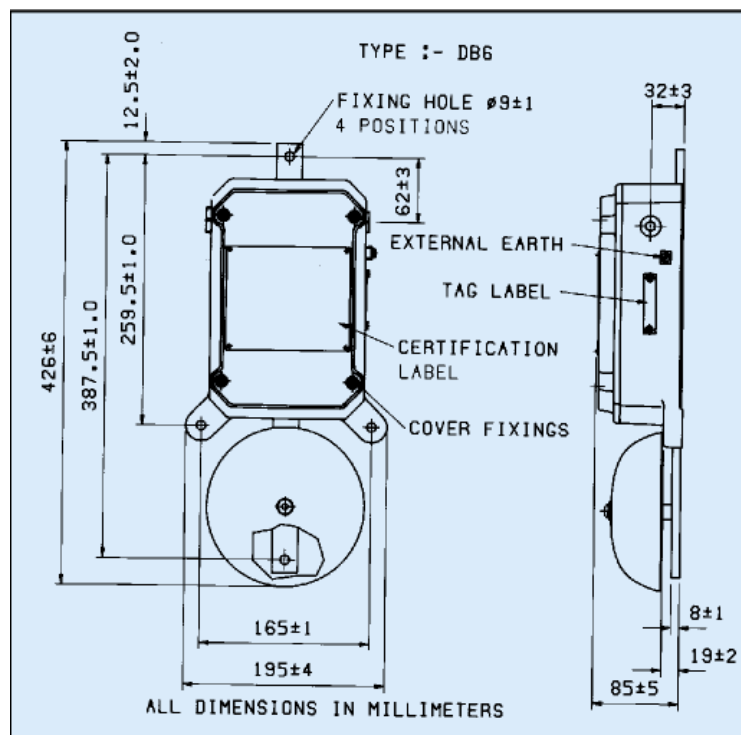 TYPE :- DB6
12.5±2.0
32±3
FIXING HOLE ø9±1
4 POSITIONS
62±3
EXTERNAL EARTH
TAG LABEL
259.5±1.0
387.5±1.0
426±6
CERTIFICATION
LABEL
COVER FIXINGS
165±1
195±4
8±1
19±2
85±5
ALL DIMENSIONS IN MILLIMETERS